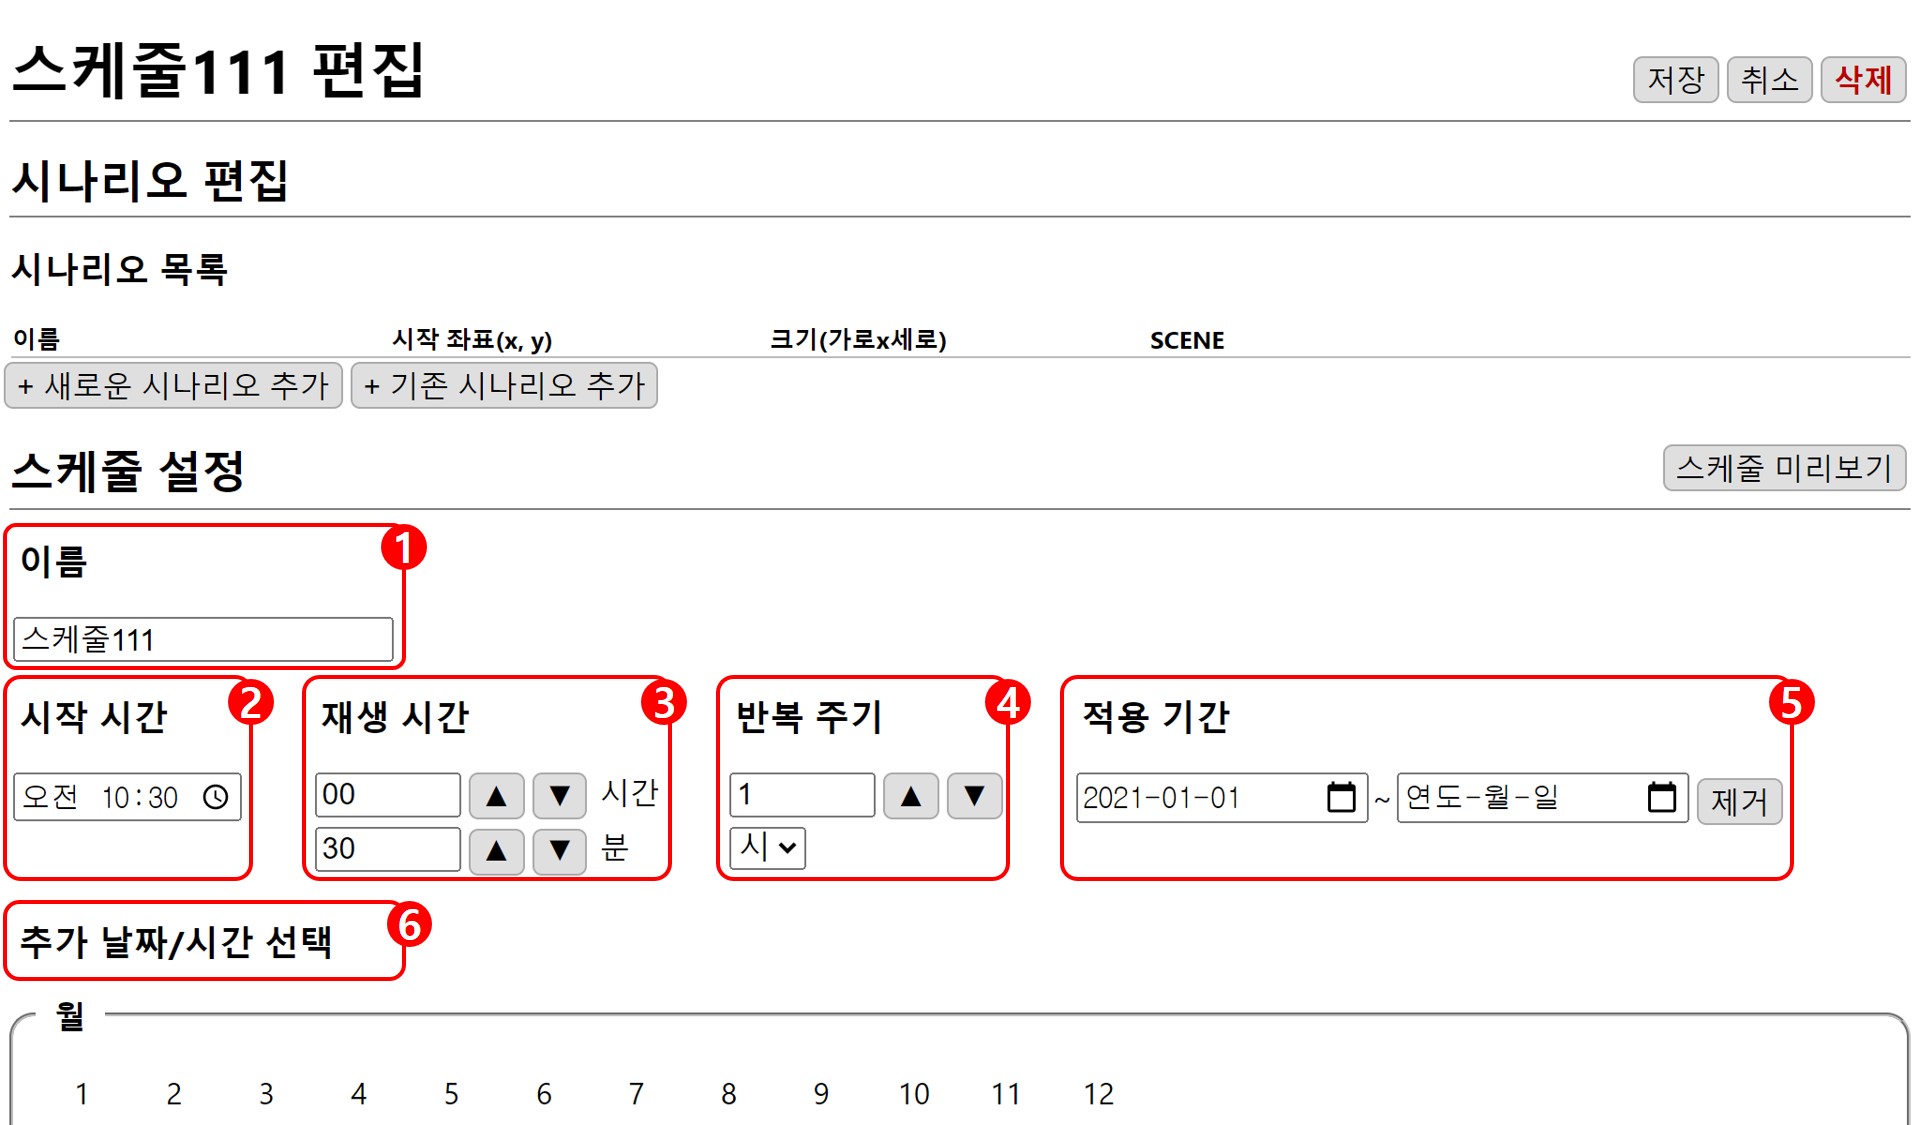 스케줄111 편집
저장 취소 삭제
시나리오 편집
시나리오 목록
이름 시작 좌표(x, y) 크기(가로x세로) SCENE
+ 새로운 시나리오 추가 + 기존 시나리오 추가
스케줄 설정 스케줄 미리보기
이름 1
스케줄111
시작 시간 2 재생 시간 3 반복 주기 4 적용 기간 5
오전 10:30 00 ▲ ▼ 시간 1 ▲ ▼ 2021-01-01 ~ 연도-월-일 제거
30 ▲ ▼ 분 시
추가 날짜/시간 선택 6
월
1 2 3 4 5 6 7 8 9 10 11 12